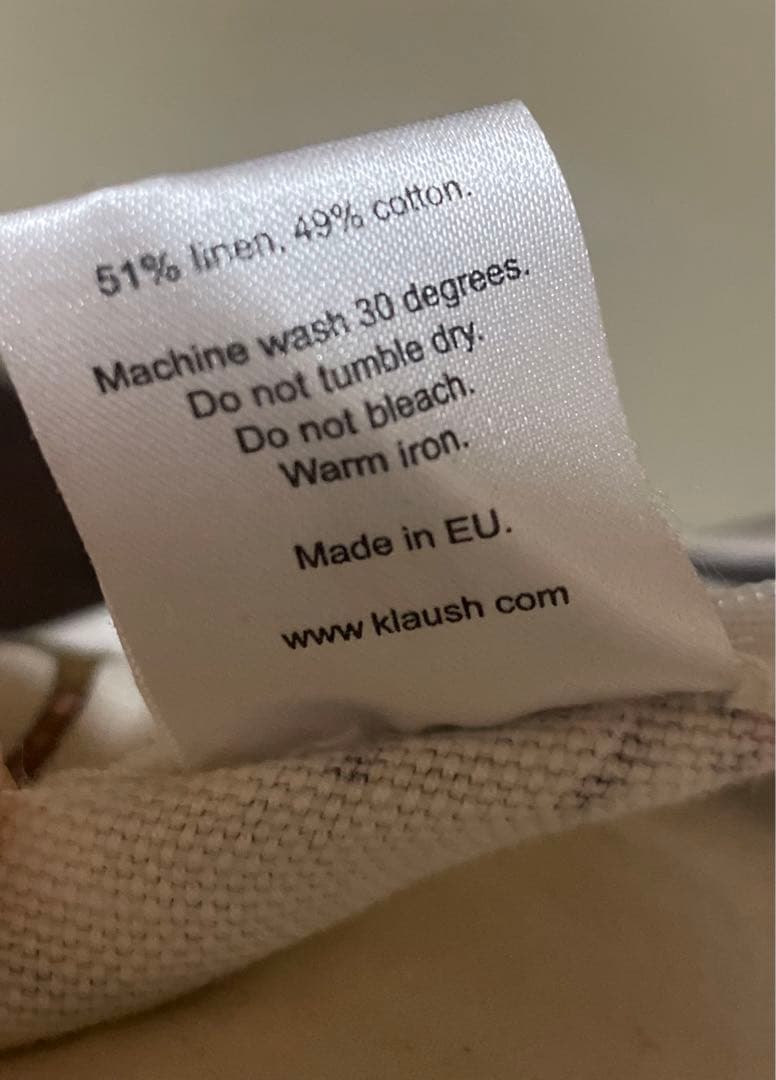 51% linen, 49% cotton.
Machine wash 30 degrees.
Do not tumble dry.
Do not bleach.
Warm iron.
Made in EU.
www klaush com